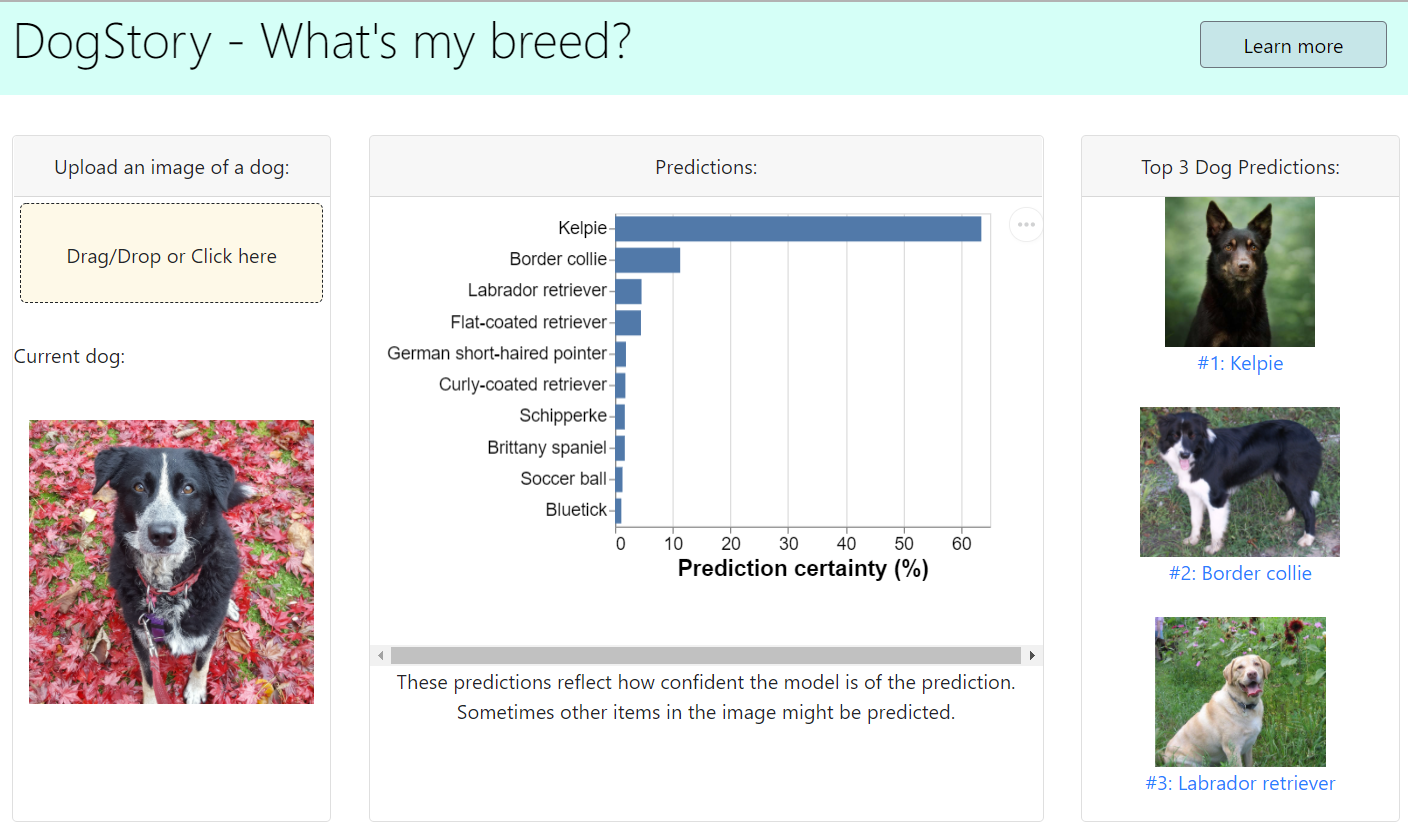 DogStory - What's my breed?
Learn more
Upload an image of a dog:
Drag/Drop or Click here
Current dog:
Predictions:
Kelpie
Border collie
Labrador retriever
Flat-coated retriever
German short-haired pointer
Curly-coated retriever
Schipperke
Brittany spaniel
Soccer ball
Bluetick
0 10 20 30 40 50 60
Prediction certainty (%)
These predictions reflect how confident the model is of the prediction.
Sometimes other items in the image might be predicted.
Top 3 Dog Predictions:
#1: Kelpie
#2: Border collie
#3: Labrador retriever